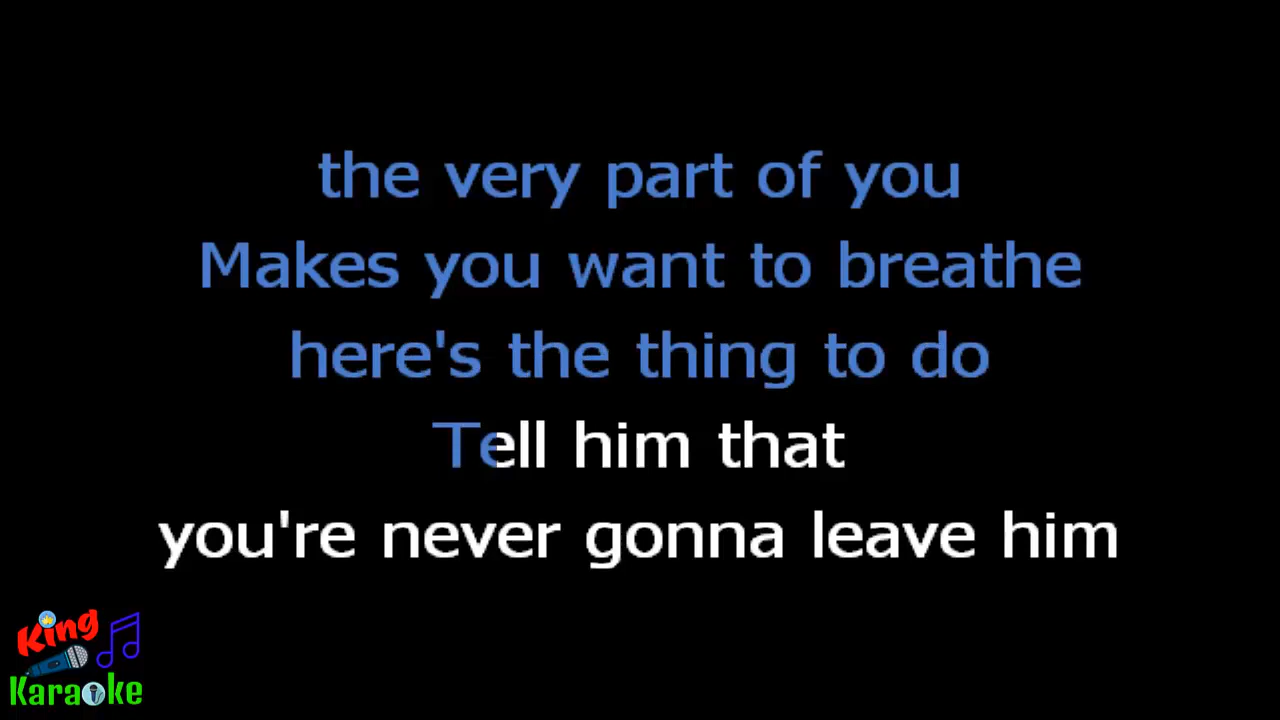 the very part of you
Makes you want to breathe
here's the thing to do
Tell him that
you're never gonna leave him
King
Karaoke